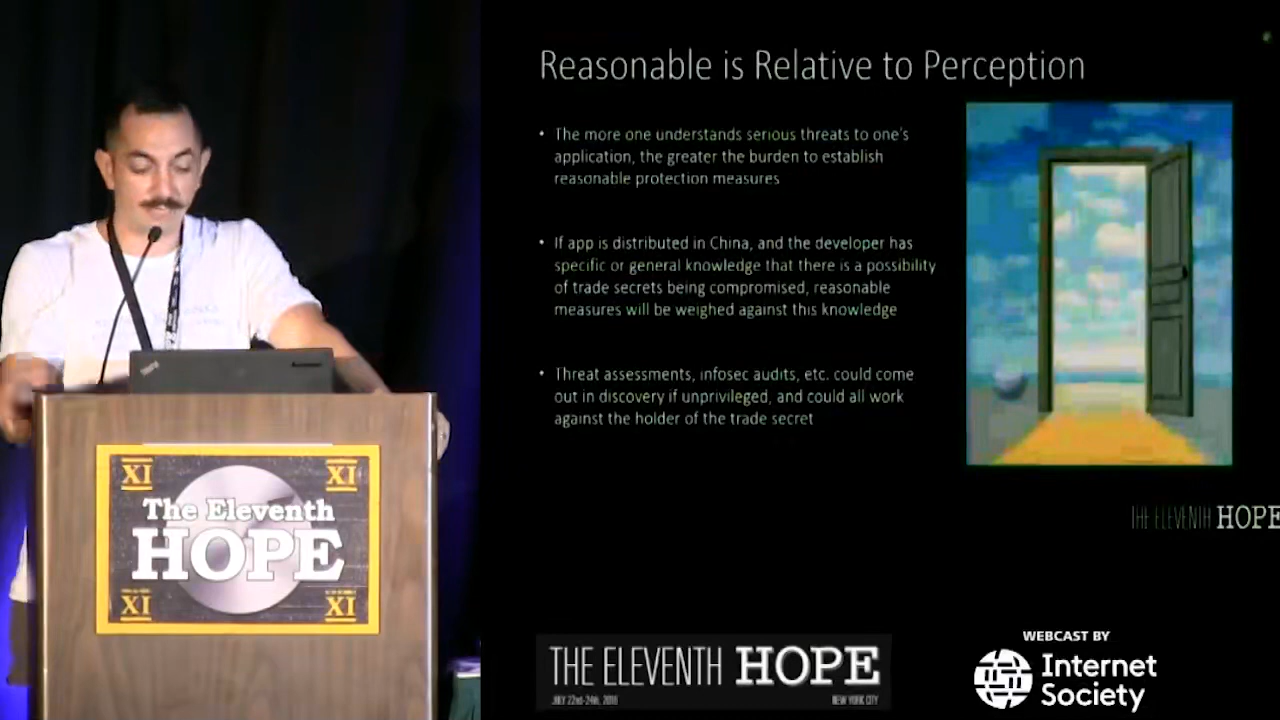 Reasonable is Relative to Perception
• The more one understands serious threats to one's
application, the greater the burden to establish
reasonable protection measures
• If app is distributed in China, and the developer has
specific or general knowledge that there is a possibility
of trade secrets being compromised, reasonable
measures will be weighed against this knowledge
• Threat assessments, infosec audits, etc. could come
out in discovery if unprivileged, and could all work
against the holder of the trade secret
THE ELEVENTH HOPE
XI XI
The Eleventh
HOPE
XI XI
THE ELEVENTH HOPE
JULY 22nd-24th, 2016 NEW YORK CITY
WEBCAST BY
Internet
Society